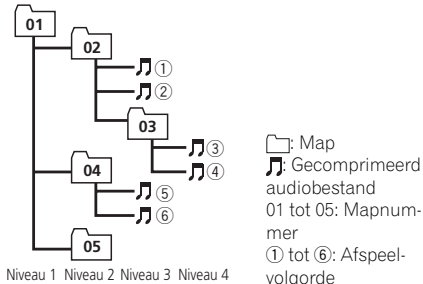 01
02
①
②
03
③
④
04
⑤
⑥
05
Niveau 1 Niveau 2 Niveau 3 Niveau 4
: Map
: Gecomprimeerd
audiobestand
01 tot 05: Mapnum-
mer
① tot ⑥: Afspeel-
volgorde